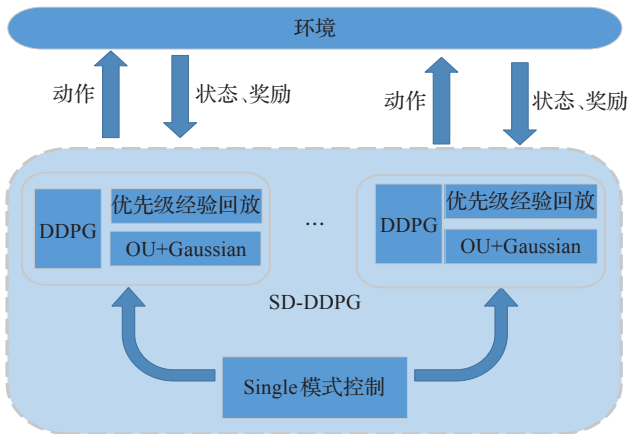 环境
动作
状态、奖励
动作
状态、奖励
DDPG
优先级经验回放
OU+Gaussian
...
DDPG
优先级经验回放
OU+Gaussian
SD-DDPG
Single模式控制